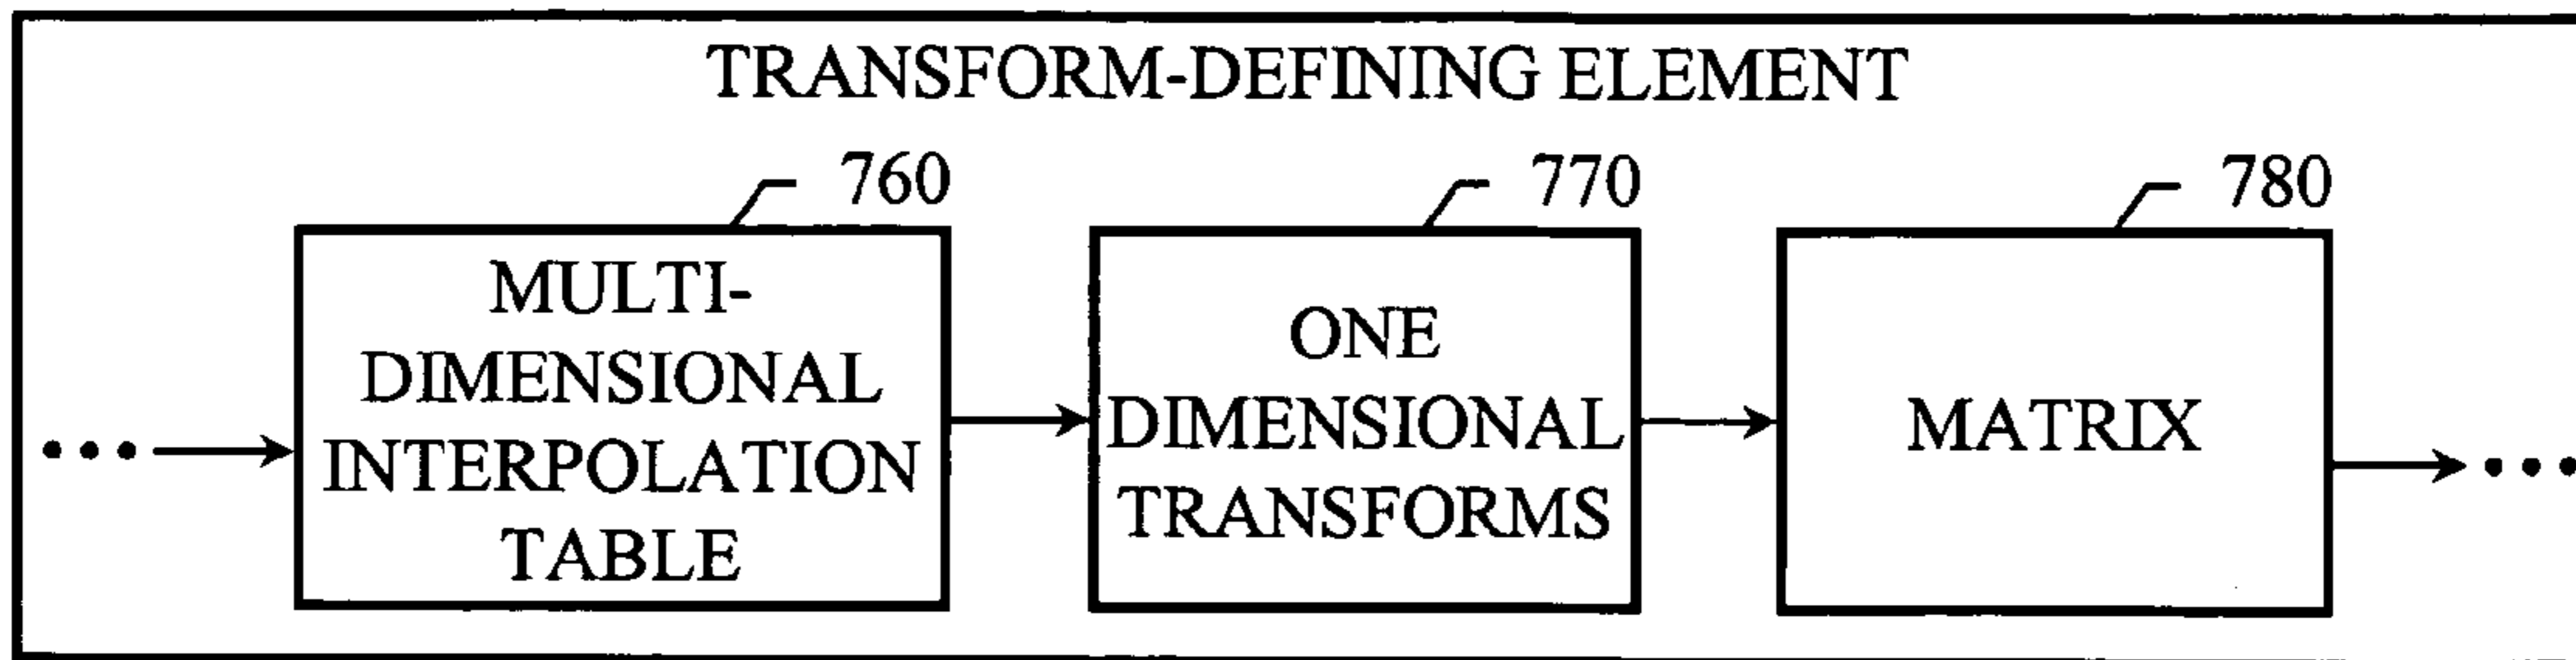 TRANSFORM-DEFINING ELEMENT
760
770
780
MULTI-
DIMENSIONAL
INTERPOLATION
TABLE
ONE
DIMENSIONAL
TRANSFORMS
MATRIX